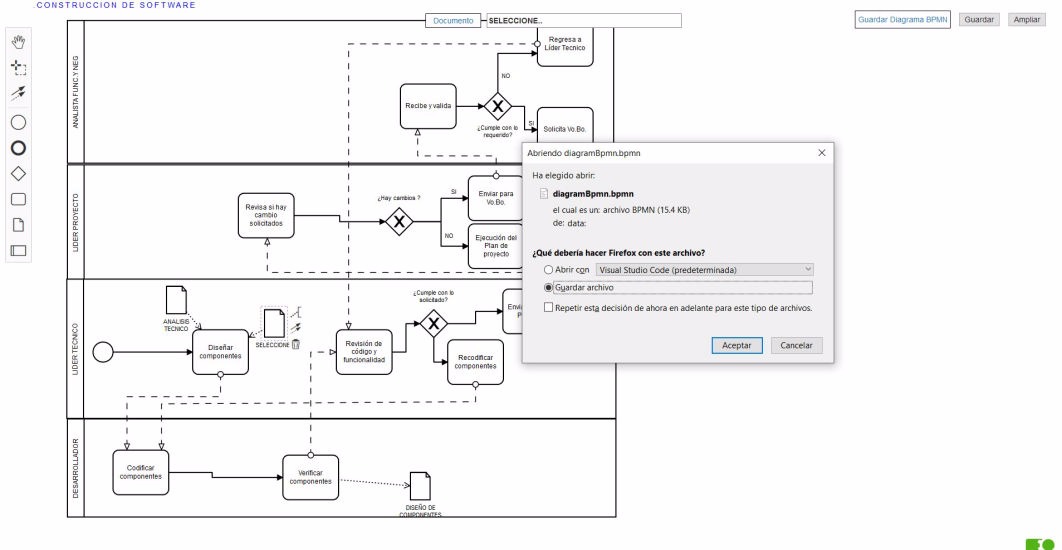 CONSTRUCCION DE SOFTWARE
Documento
SELECCIONE..
Guardar Diagrama BPMN
Guardar
Ampliar
ANALISTA FUNC.Y NEG
Regresa a
Líder Tecnico
NO
Recibe y valida
¿Cumple con lo
requerido?
SI
Solicita Vo.Bo.
LIDER PROYECTO
Revisa si hay
cambio
solicitados
¿Hay cambios ?
SI
NO
Enviar para
Vo.Bo.
Ejecución del
Plan de
proyecto
LIDER TECNICO
ANALISIS
TECNICO
SELECCIONE
Diseñar
componentes
Revisión de
código y
funcionalidad
¿Cumple con lo
solicitado?
Recodificar
componentes
DESARROLLADOR
Codificar
componentes
Verificar
componentes
DISEÑO DE
COMPONENTES
Abriendo diagramBpmn.bpmn
Ha elegido abrir:
diagramBpmn.bpmn
el cual es un: archivo BPMN (15.4 KB)
de: data:
¿Qué debería hacer Firefox con este archivo?
Abrir con
Visual Studio Code (predeterminada)
Guardar archivo
Repetir esta decisión de ahora en adelante para este tipo de archivos.
Aceptar
Cancelar